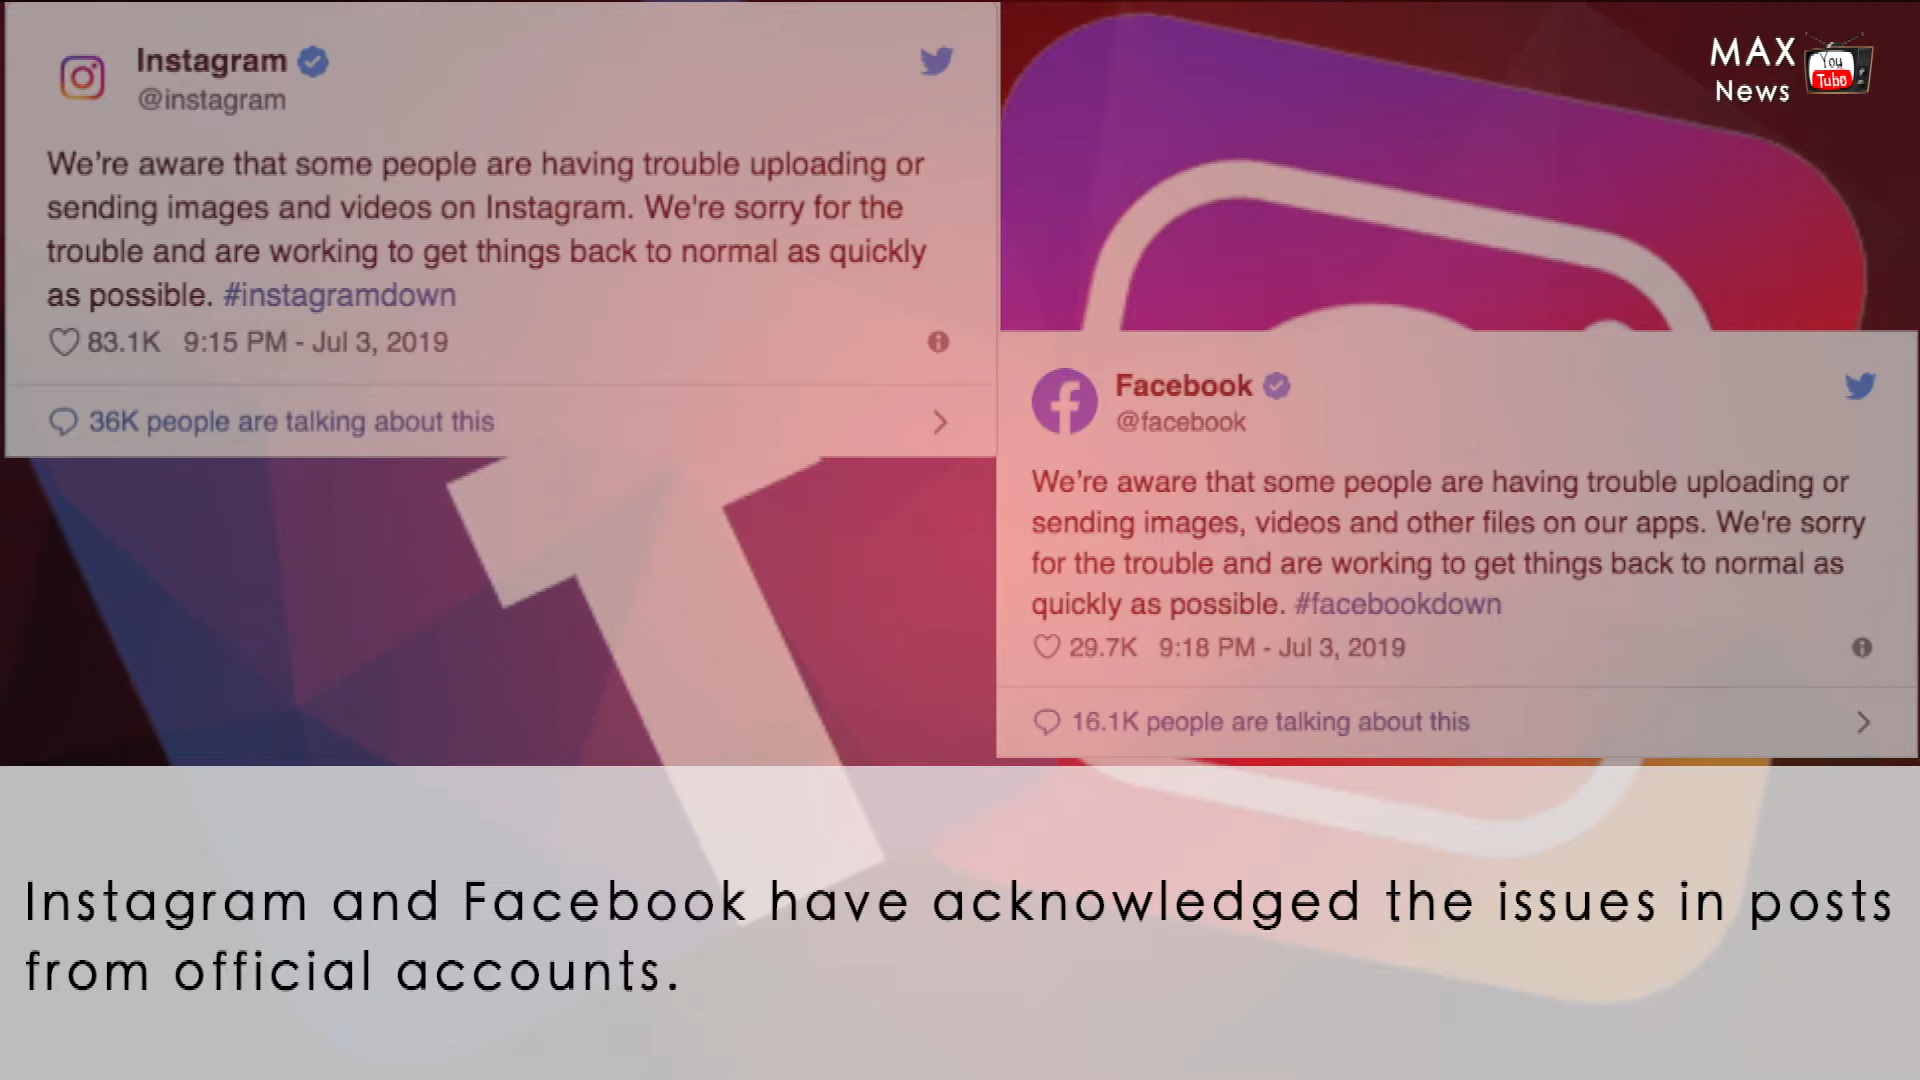 Instagram
@instagram
We're aware that some people are having trouble uploading or
sending images and videos on Instagram. We're sorry for the
trouble and are working to get things back to normal as quickly
as possible. #instagramdown
83.1K 9:15 PM - Jul 3, 2019
36K people are talking about this
MAX
News
You
Tube
Facebook
@facebook
We're aware that some people are having trouble uploading or
sending images, videos and other files on our apps. We're sorry
for the trouble and are working to get things back to normal as
quickly as possible. #facebookdown
29.7K 9:18 PM - Jul 3, 2019
16.1K people are talking about this
Instagram and Facebook have acknowledged the issues in posts
from official accounts.